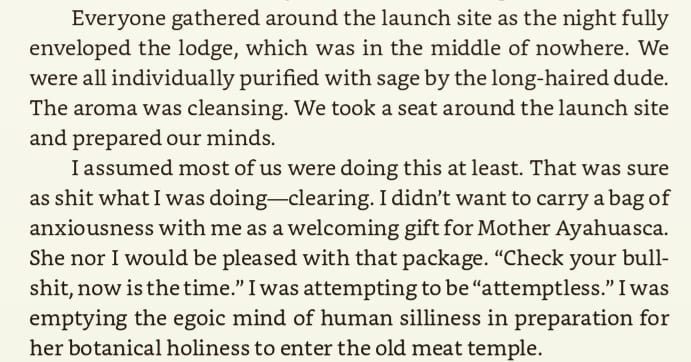 Everyone gathered around the launch site as the night fully
enveloped the lodge, which was in the middle of nowhere. We
were all individually purified with sage by the long-haired dude.
The aroma was cleansing. We took a seat around the launch site
and prepared our minds.
I assumed most of us were doing this at least. That was sure
as shit what I was doing—clearing. I didn’t want to carry a bag of
anxiousness with me as a welcoming gift for Mother Ayahuasca.
She nor I would be pleased with that package. “Check your bull-
shit, now is the time.” I was attempting to be “attemptless.” I was
emptying the egoic mind of human silliness in preparation for
her botanical holiness to enter the old meat temple.